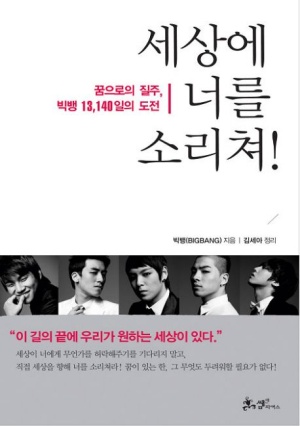 세상에
너를
소리쳐!
꿈으로의 질주,
빅뱅 13,140일의 도전
빅뱅(BIGBANG) 지음 | 김세아 정리
“이 길의 끝에 우리가 원하는 세상이 있다.”
세상이 너에게 무언가를 허락해주기를 기다리지 말고,
직접 세상을 향해 너를 소리쳐라! 꿈이 있는 한, 그 무엇도 두려워할 필요가 없다!
쌤앤파커스